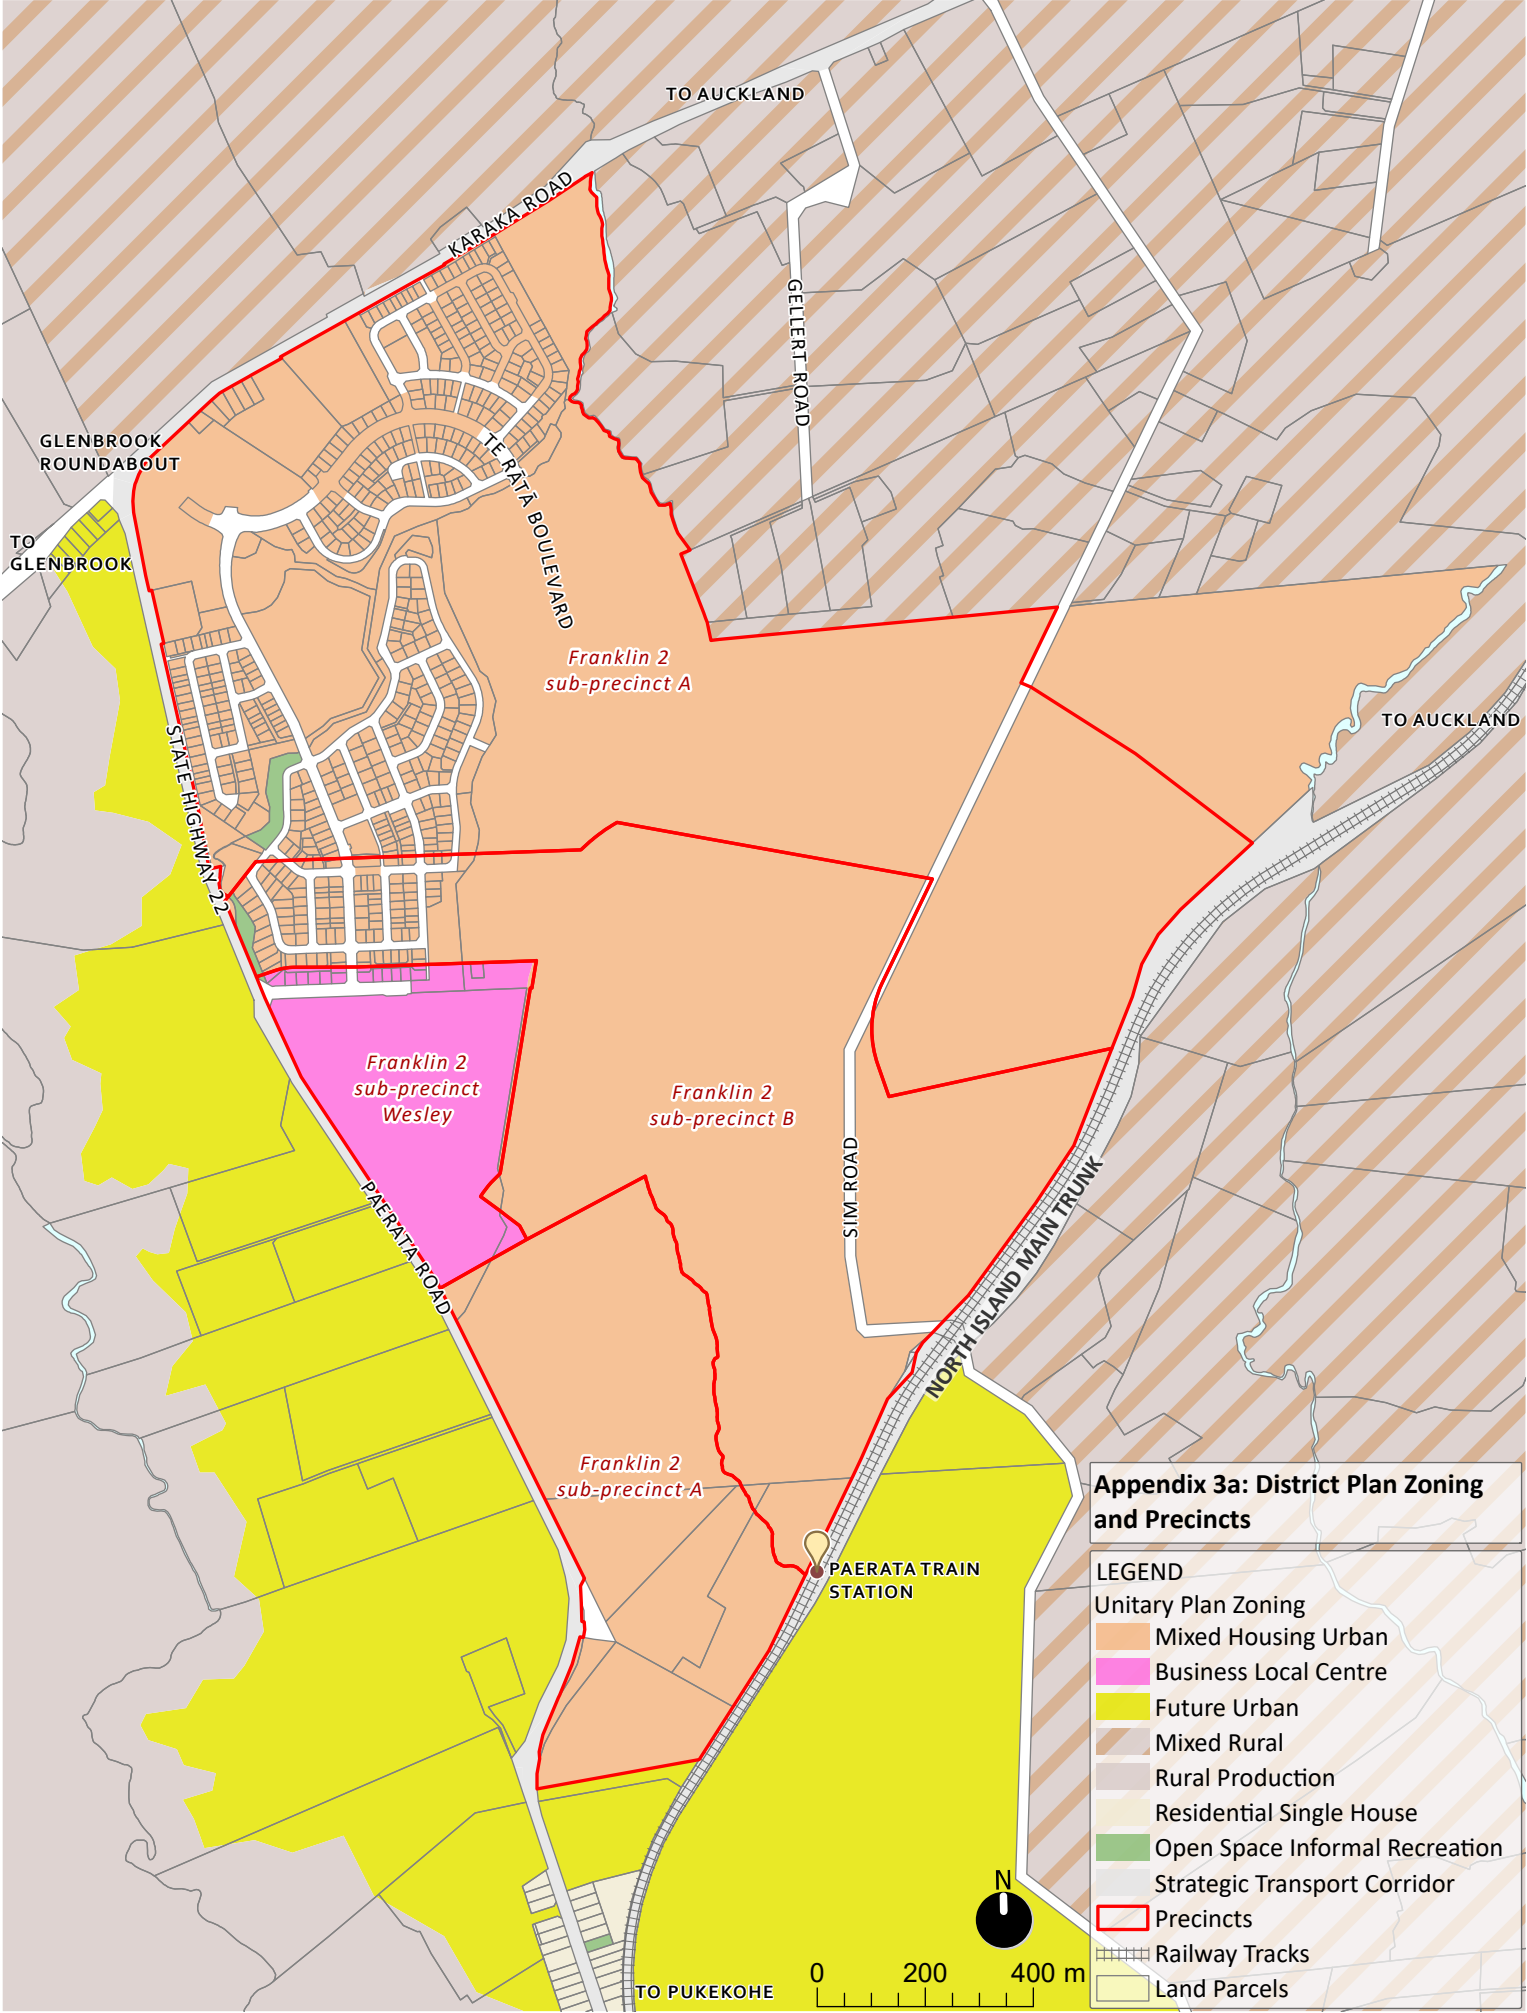 TO AUCKLAND
KARAKA ROAD
GELLERT ROAD
GLENBROOK
ROUNDABOUT
TE RĀTĀ BOULEVARD
TO
GLENBROOK
Franklin 2
sub-precinct A
TO AUCKLAND
STATE HIGHWAY 22
Franklin 2
sub-precinct
Wesley
Franklin 2
sub-precinct B
SIM ROAD
NORTH ISLAND MAIN TRUNK
PAERATA ROAD
Franklin 2
sub-precinct A
PAERATA TRAIN
STATION
Appendix 3a: District Plan Zoning
and Precincts
LEGEND
Unitary Plan Zoning
Mixed Housing Urban
Business Local Centre
Future Urban
Mixed Rural
Rural Production
Residential Single House
Open Space Informal Recreation
Strategic Transport Corridor
Precincts
Railway Tracks
Land Parcels
N
0 200 400 m
TO PUKEKOHE